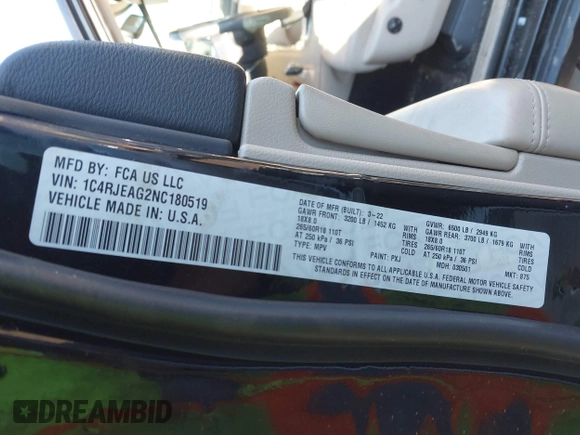 MFD BY: FCA US LLC
VIN: 1C4RJEAG2NC180519
VEHICLE MADE IN: U.S.A.
DATE OF MFR (BUILT): 3-22
GAWR FRONT: 3200 LB / 1452 KG WITH
18X8.0 RIMS
265/60R18 110T TIRES
AT 250 kPa / 36 PSI COLD
TYPE: MPV
PAINT: PXJ
GVWR: 6500 LB / 2949 KG
GAWR REAR: 3700 LB / 1679 KG WITH
18X8.0 RIMS
265/60R18 110T TIRES
AT 250 kPa / 36 PSI COLD
MDH: 030501
MKT: 875
THIS VEHICLE CONFORMS TO ALL APPLICABLE U.S.A. FEDERAL MOTOR VEHICLE SAFETY
STANDARDS IN EFFECT ON THE DATE OF MANUFACTURE SHOWN ABOVE.
DREAMBID